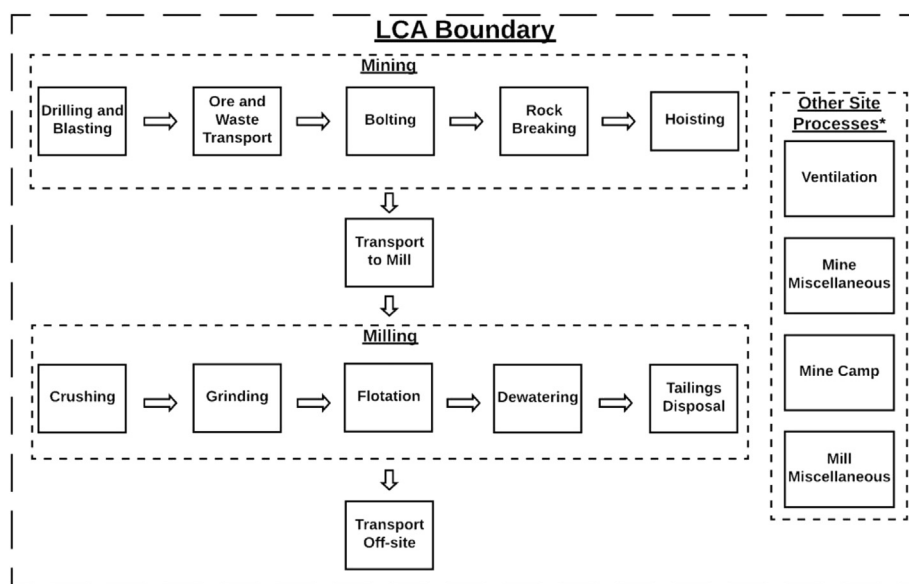 LCA Boundary
Mining
Drilling and
Blasting
Ore and
Waste
Transport
Bolting
Rock
Breaking
Hoisting
Transport
to Mill
Milling
Crushing
Grinding
Flotation
Dewatering
Tailings
Disposal
Transport
Off-site
Other Site
Processes*
Ventilation
Mine
Miscellaneous
Mine Camp
Mill
Miscellaneous